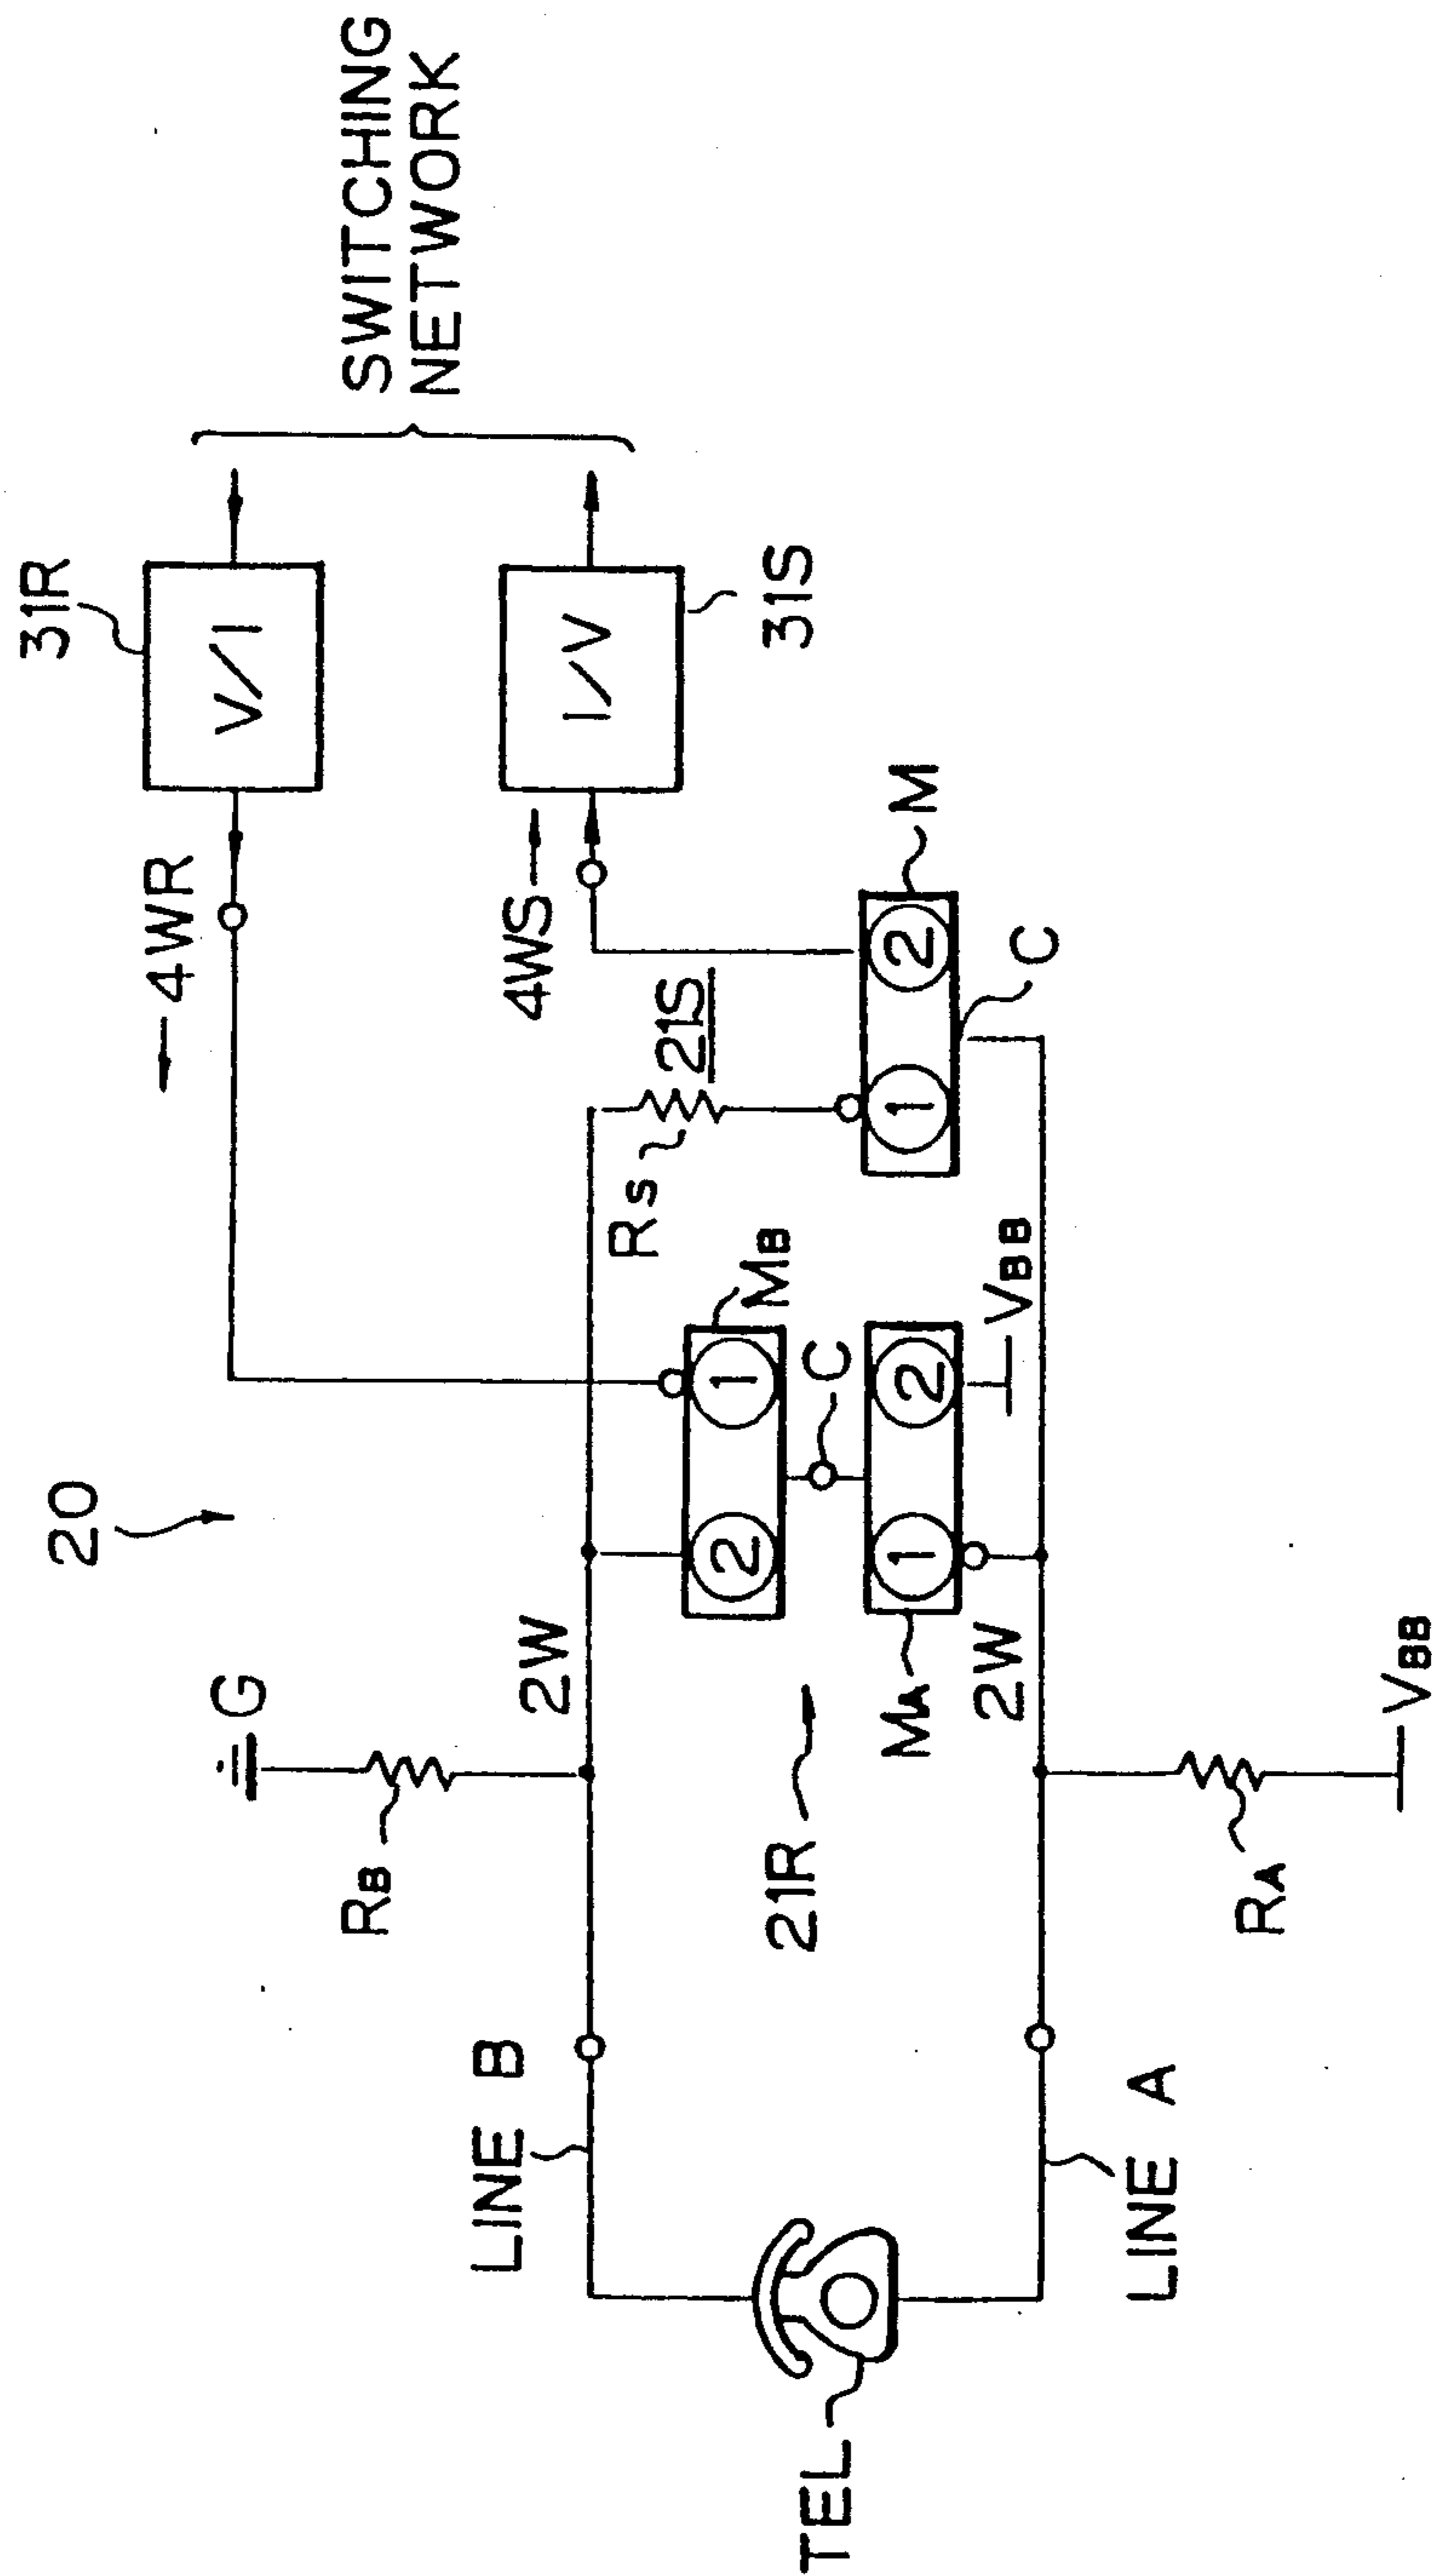 20
31R
V/I
SWITCHING
NETWORK
← 4WR
G
RB
LINE B
2W
4WS →
I/V
31S
RS
21S
MB
2
1
C
21R
MA
1
2
VBB
M
1
2
C
TEL
2W
LINE A
RA
VBB